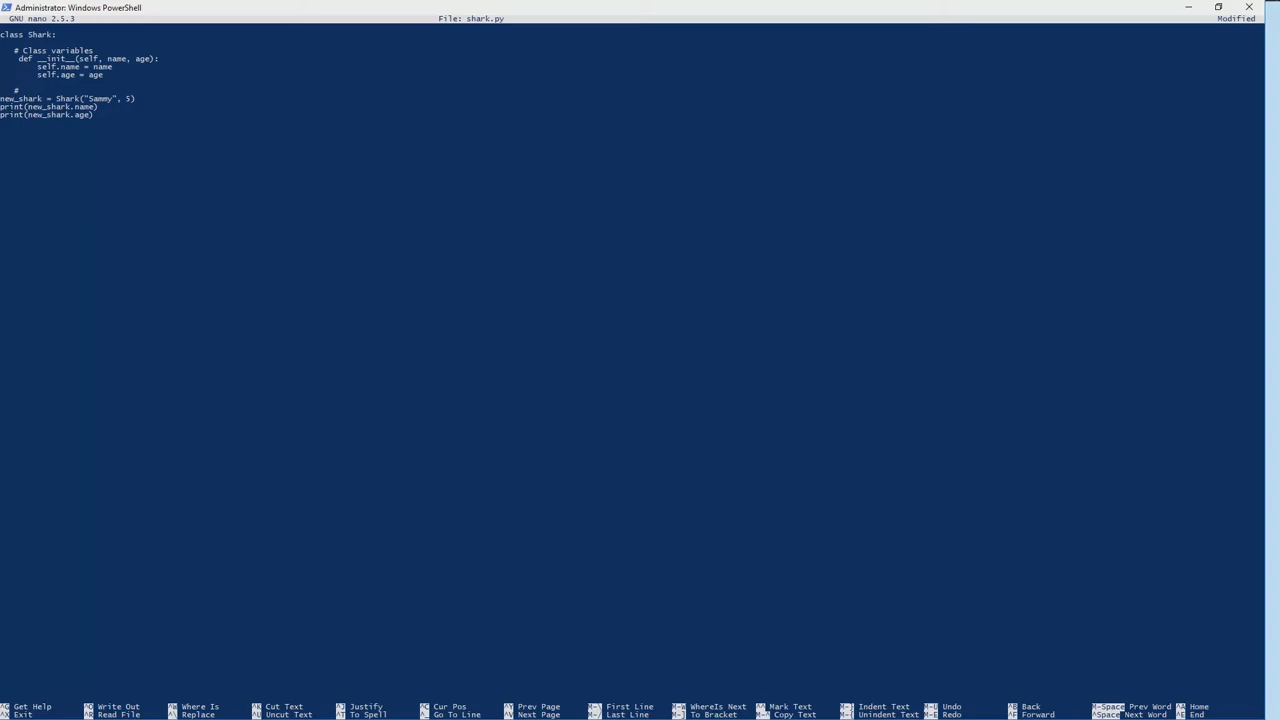 Administrator: Windows PowerShell
GNU nano 2.5.3 File: shark.py Modified
class Shark:
# Class variables
def __init__(self, name, age):
self.name = name
self.age = age
#
new_shark = Shark("Sammy", 5)
print(new_shark.name)
print(new_shark.age)
^G Get Help ^O Write Out ^W Where Is ^K Cut Text ^J Justify ^C Cur Pos ^Y Prev Page M-\ First Line M-W WhereIs Next M-^ Mark Text M-} Indent Text M-U Undo ^B Back M-Space Prev Word ^A Home
^X Exit ^R Read File ^\ Replace ^U Uncut Text ^T To Spell ^_ Go To Line ^V Next Page M-/ Last Line M-] To Bracket M-^ Copy Text M-{ Unindent Text M-E Redo ^F Forward ^Space Next Word ^E End